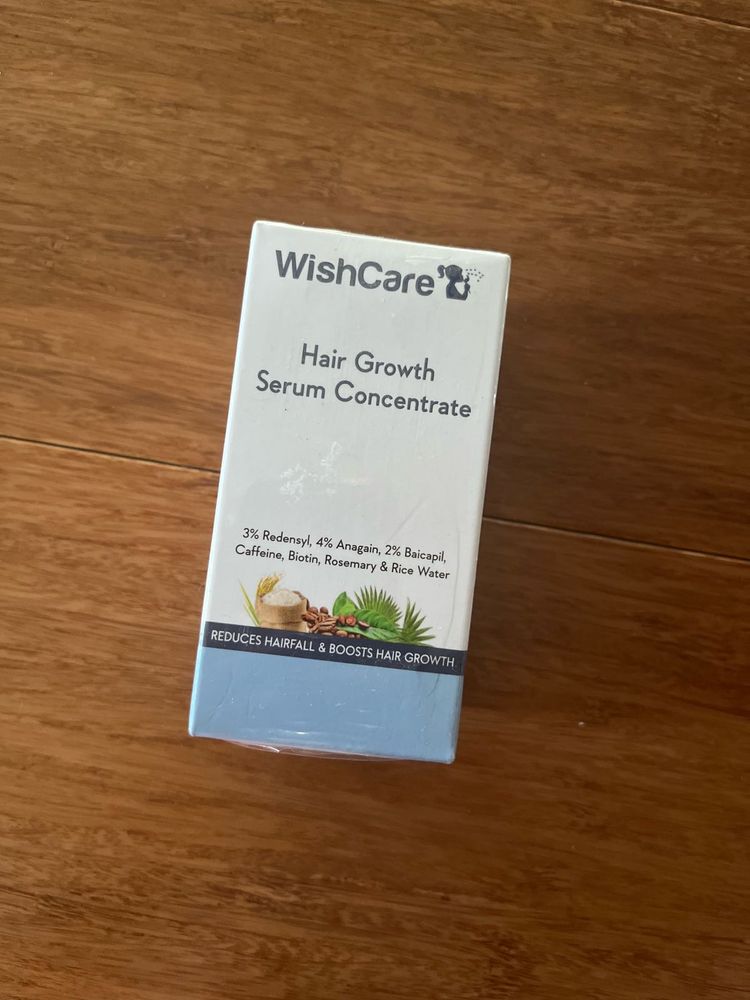 WishCare
Hair Growth
Serum Concentrate
3% Redensyl, 4% Anagain, 2% Baicapil,
Caffeine, Biotin, Rosemary & Rice Water
REDUCES HAIRFALL & BOOSTS HAIR GROWTH